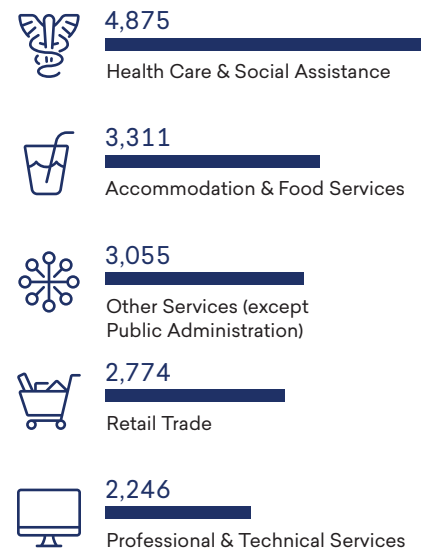 4,875
Health Care & Social Assistance
3,311
Accommodation & Food Services
3,055
Other Services (except
Public Administration)
2,774
Retail Trade
2,246
Professional & Technical Services